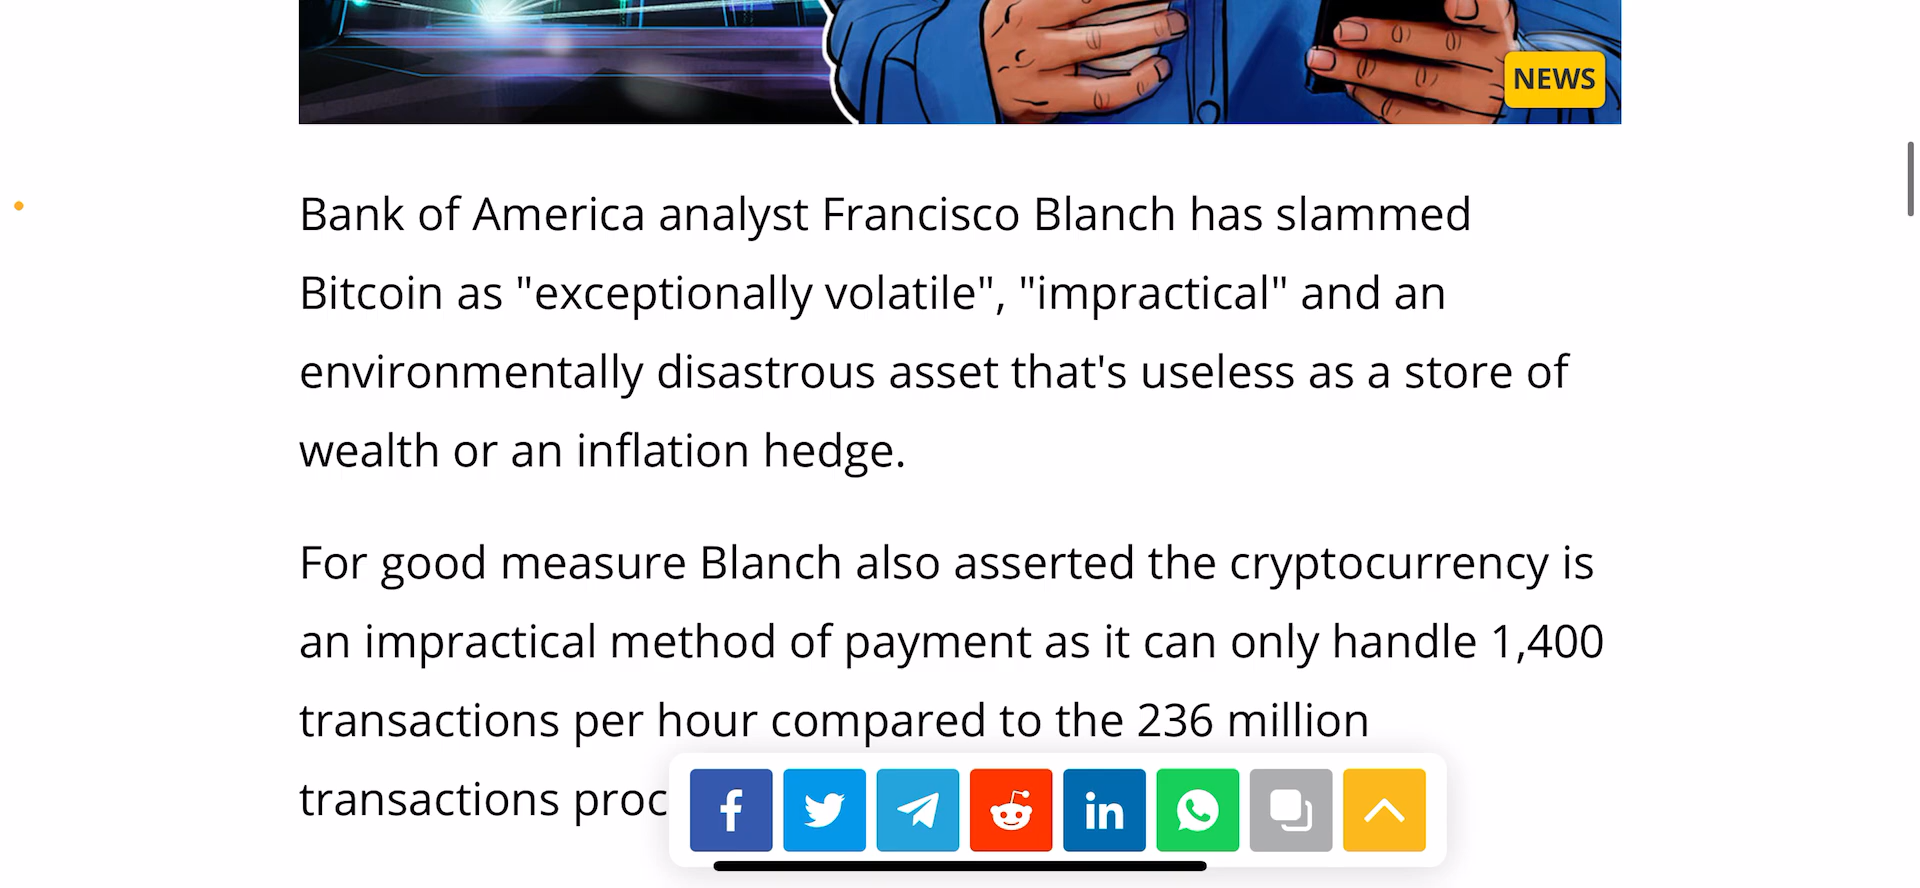 NEWS
Bank of America analyst Francisco Blanch has slammed
Bitcoin as "exceptionally volatile", "impractical" and an
environmentally disastrous asset that's useless as a store of
wealth or an inflation hedge.
For good measure Blanch also asserted the cryptocurrency is
an impractical method of payment as it can only handle 1,400
transactions per hour compared to the 236 million
transactions proc